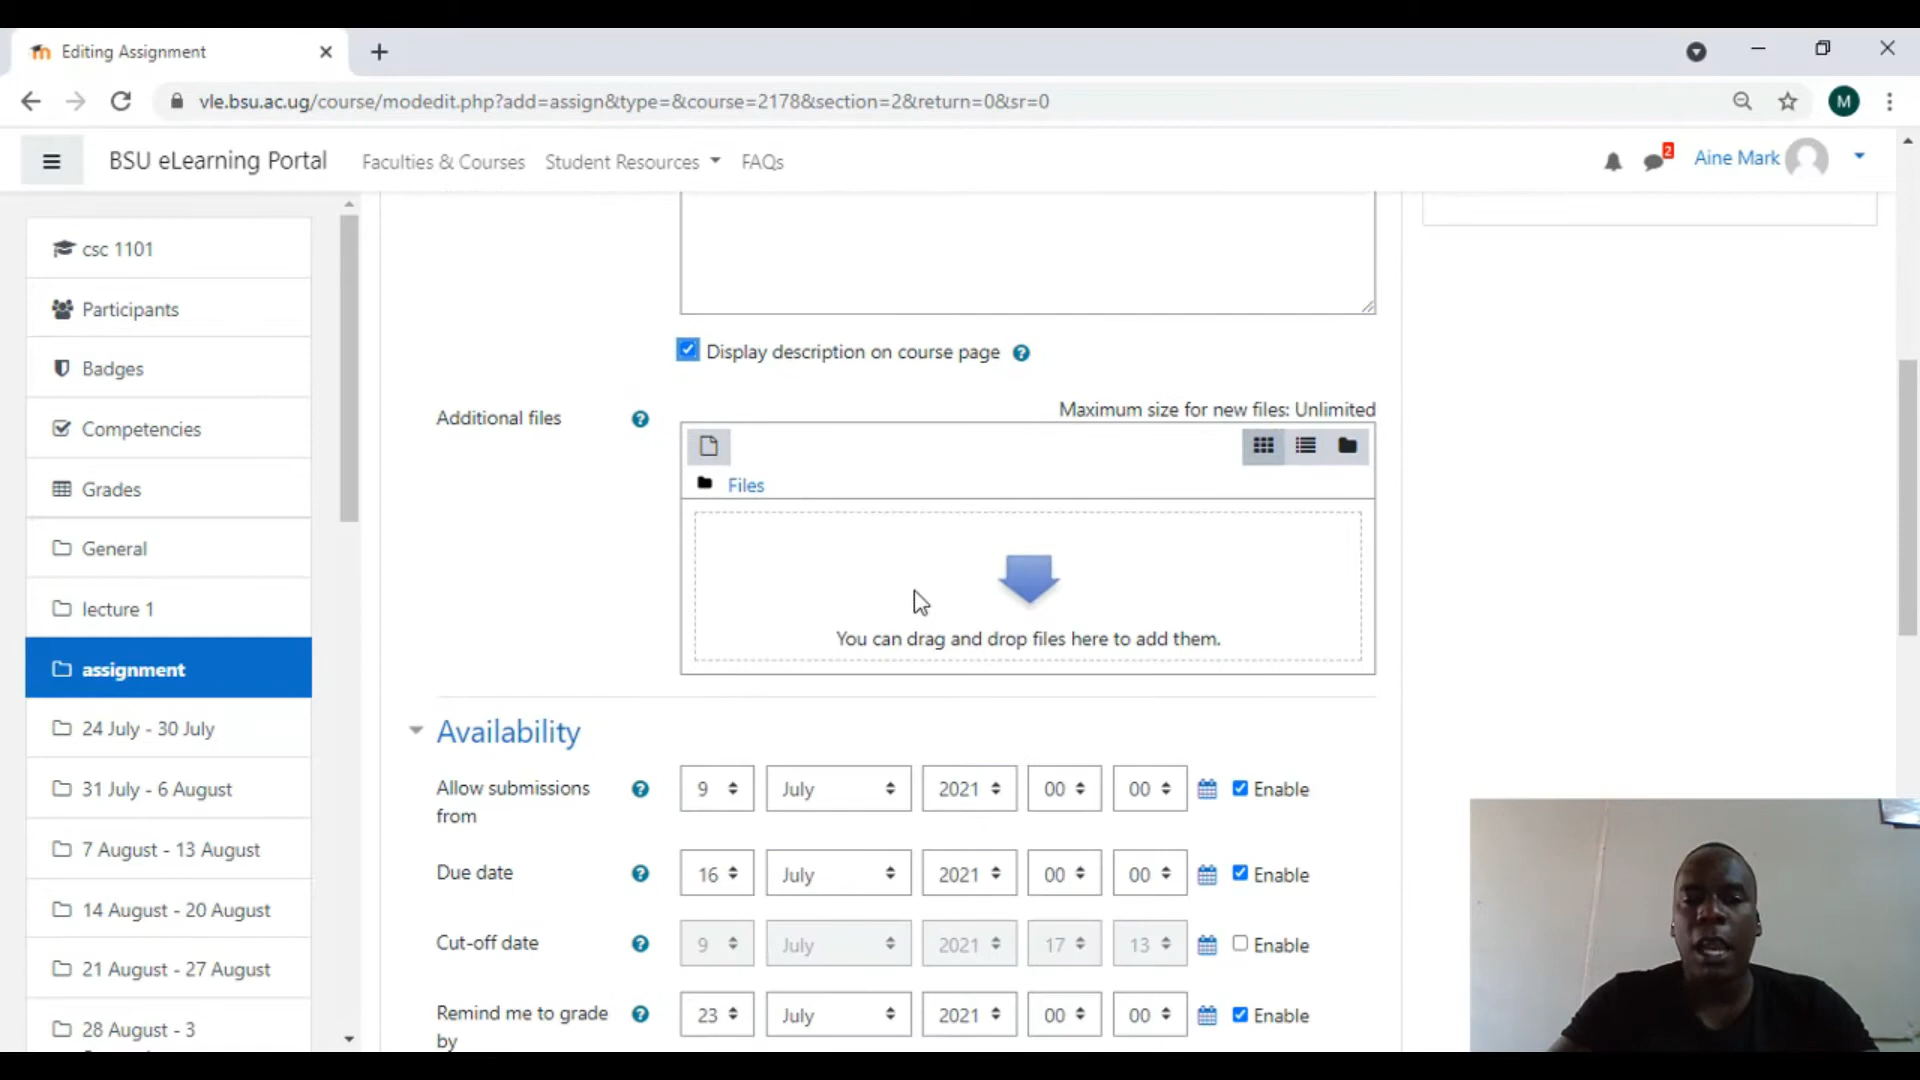 Editing Assignment
vle.bsu.ac.ug/course/modedit.php?add=assign&type=&course=2178&section=2&return=0&sr=0
M
BSU eLearning Portal
Faculties & Courses
Student Resources
FAQs
2
Aine Mark
csc 1101
Participants
Badges
Competencies
Grades
General
lecture 1
assignment
24 July - 30 July
31 July - 6 August
7 August - 13 August
14 August - 20 August
21 August - 27 August
28 August - 3
Display description on course page
Additional files
Maximum size for new files: Unlimited
Files
You can drag and drop files here to add them.
Availability
Allow submissions from 9 July 2021 00 00 Enable
Due date 16 July 2021 00 00 Enable
Cut-off date 9 July 2021 17 13 Enable
Remind me to grade by 23 July 2021 00 00 Enable